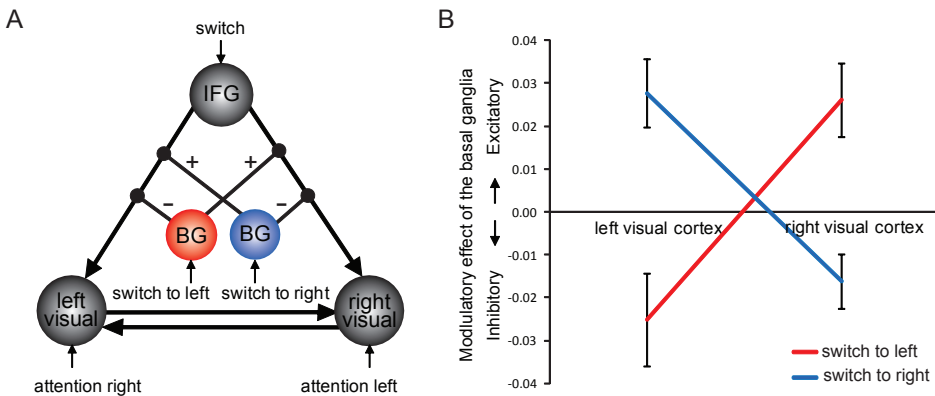 A
switch
IFG
+
+
−
−
BG
BG
switch to left
switch to right
left
visual
right
visual
attention right
attention left
B
Modlulatory effect of the basal ganglia
Inhibitory
Excitatory
0.04
0.03
0.02
0.01
0.00
-0.01
-0.02
-0.03
-0.04
left visual cortex
right visual cortex
switch to left
switch to right